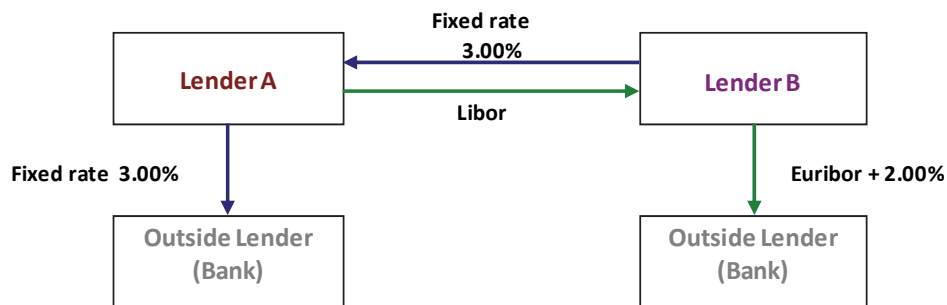 Fixed rate
3.00%
Lender A
Lender B
Libor
Fixed rate 3.00%
Euribor + 2.00%
Outside Lender
(Bank)
Outside Lender
(Bank)